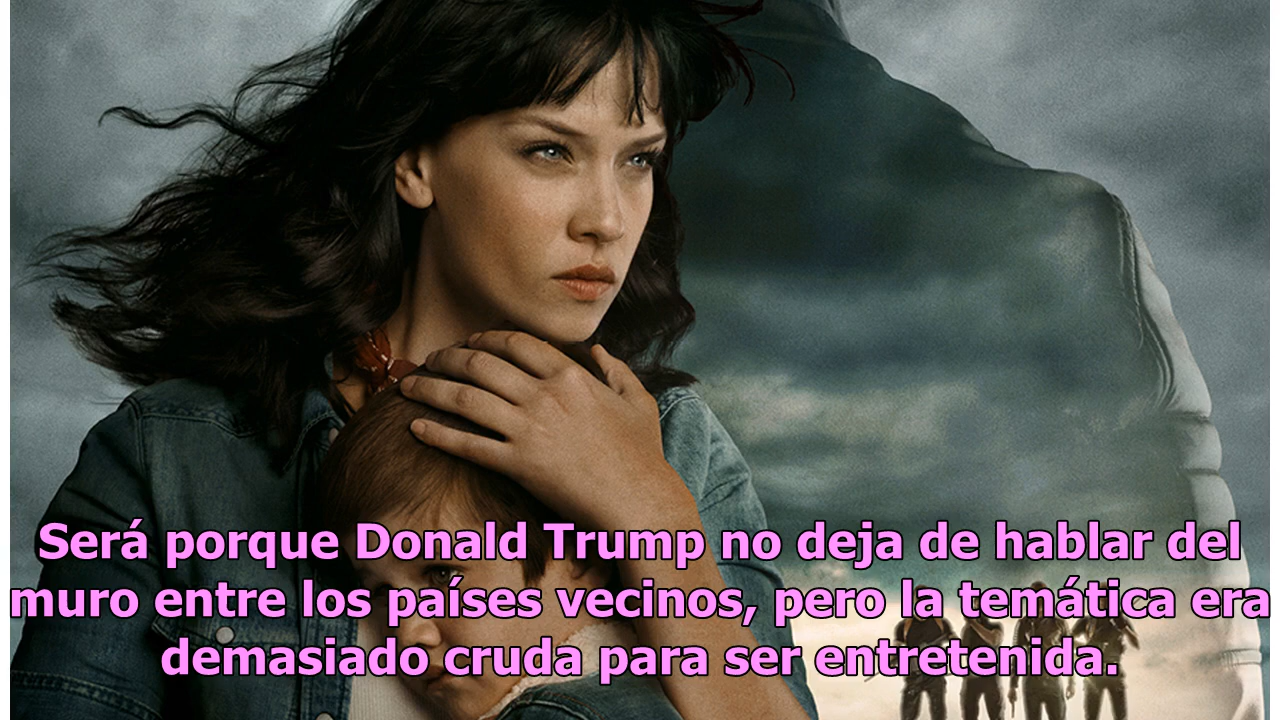 Será porque Donald Trump no deja de hablar del
muro entre los países vecinos, pero la temática era
demasiado cruda para ser entretenida.